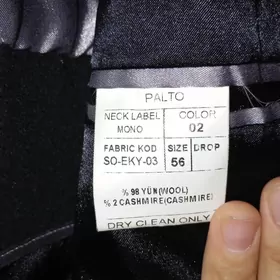 PALTO
NECK LABEL COLOR
MONO 02
FABRIC KOD SIZE DROP
SO-EKY-03 56
% 98 YÜN(WOOL)
% 2 CASHMIRE(CASHMIRE)
DRY CLEAN ONLY